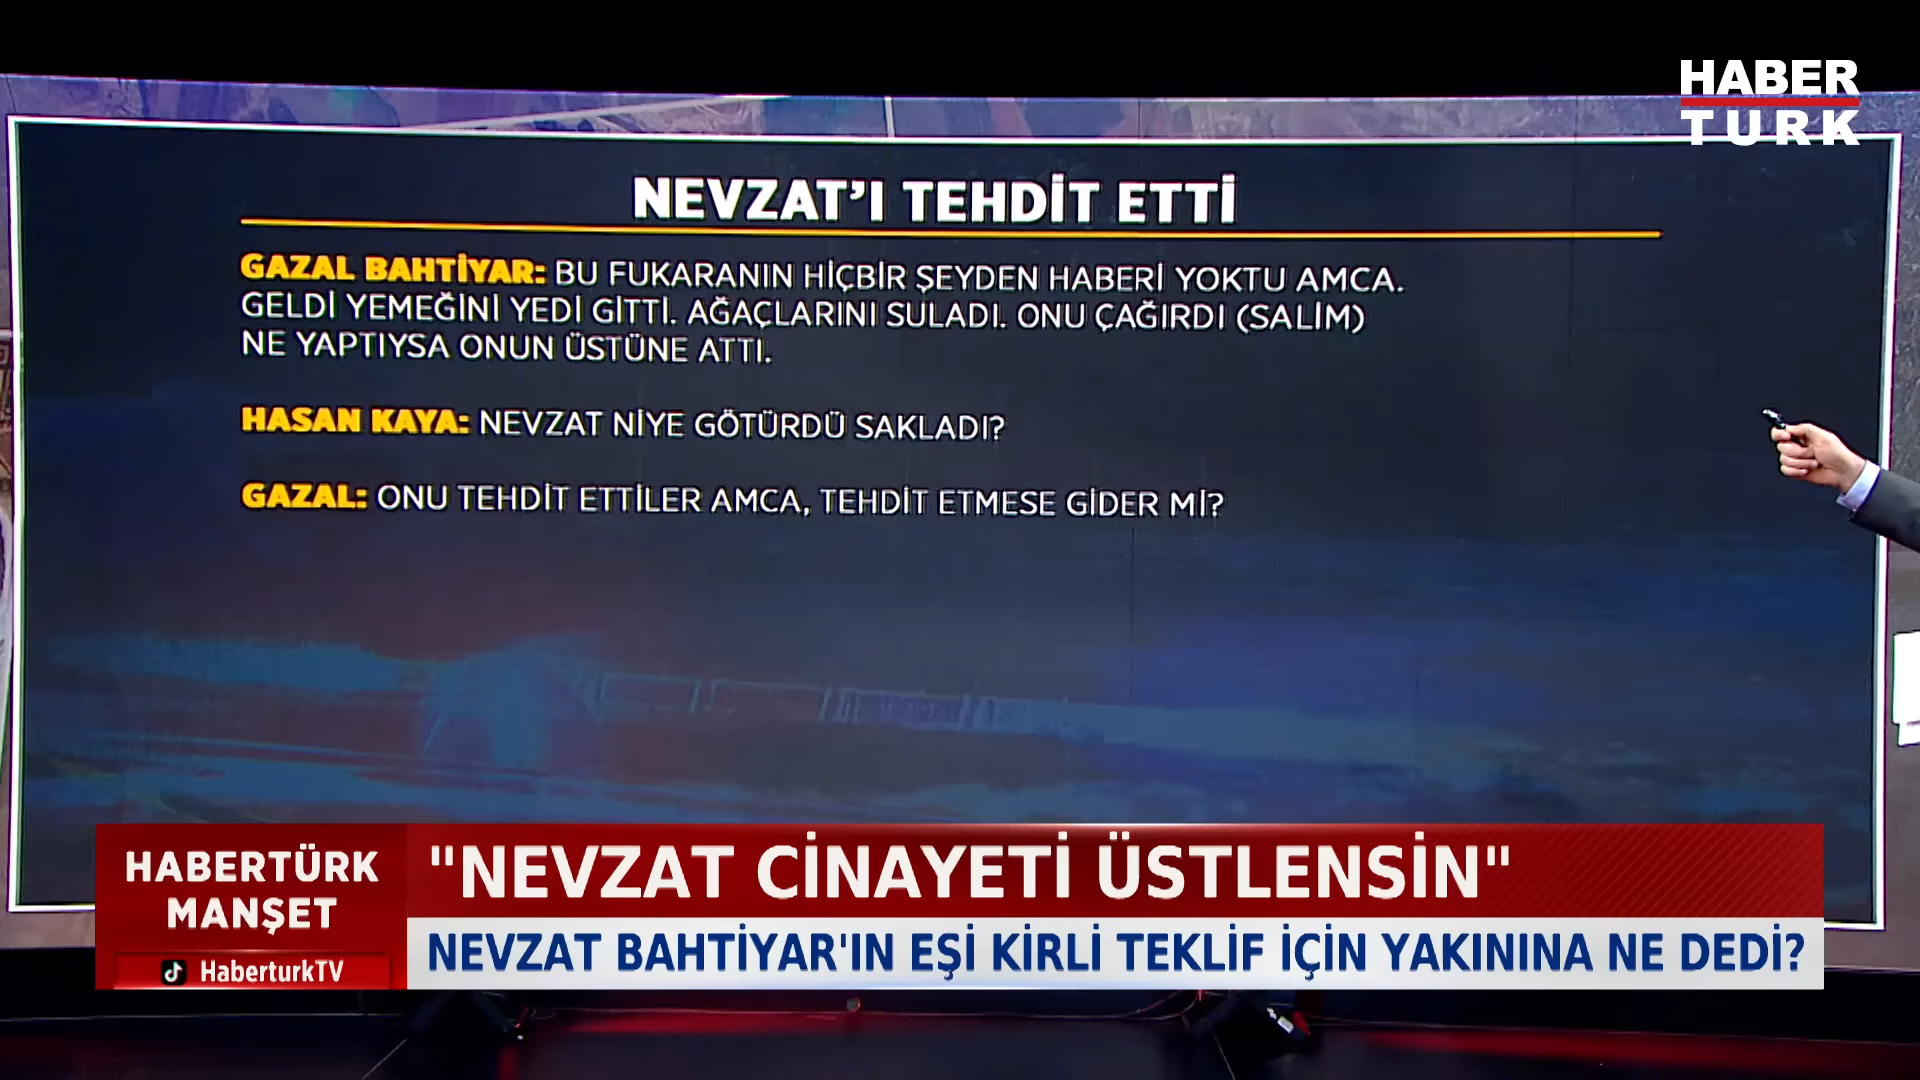 HABER
TURK
NEVZAT'I TEHDİT ETTİ
GAZAL BAHTİYAR: BU FUKARANIN HİÇBİR ŞEYDEN HABERİ YOKTU AMCA.
GELDİ YEMEĞİNİ YEDİ GİTTİ. AĞAÇLARINI SULADI. ONU ÇAĞIRDI (SALİM)
NE YAPTIYSA ONUN ÜSTÜNE ATTI.
HASAN KAYA: NEVZAT NİYE GÖTÜRDÜ SAKLADI?
GAZAL: ONU TEHDİT ETTİLER AMCA, TEHDİT ETMESE GİDER Mİ?
HABERTÜRK
MANŞET
HaberturkTV
"NEVZAT CİNAYETİ ÜSTLENSİN"
NEVZAT BAHTİYAR'IN EŞİ KİRLİ TEKLİF İÇİN YAKININA NE DEDİ?